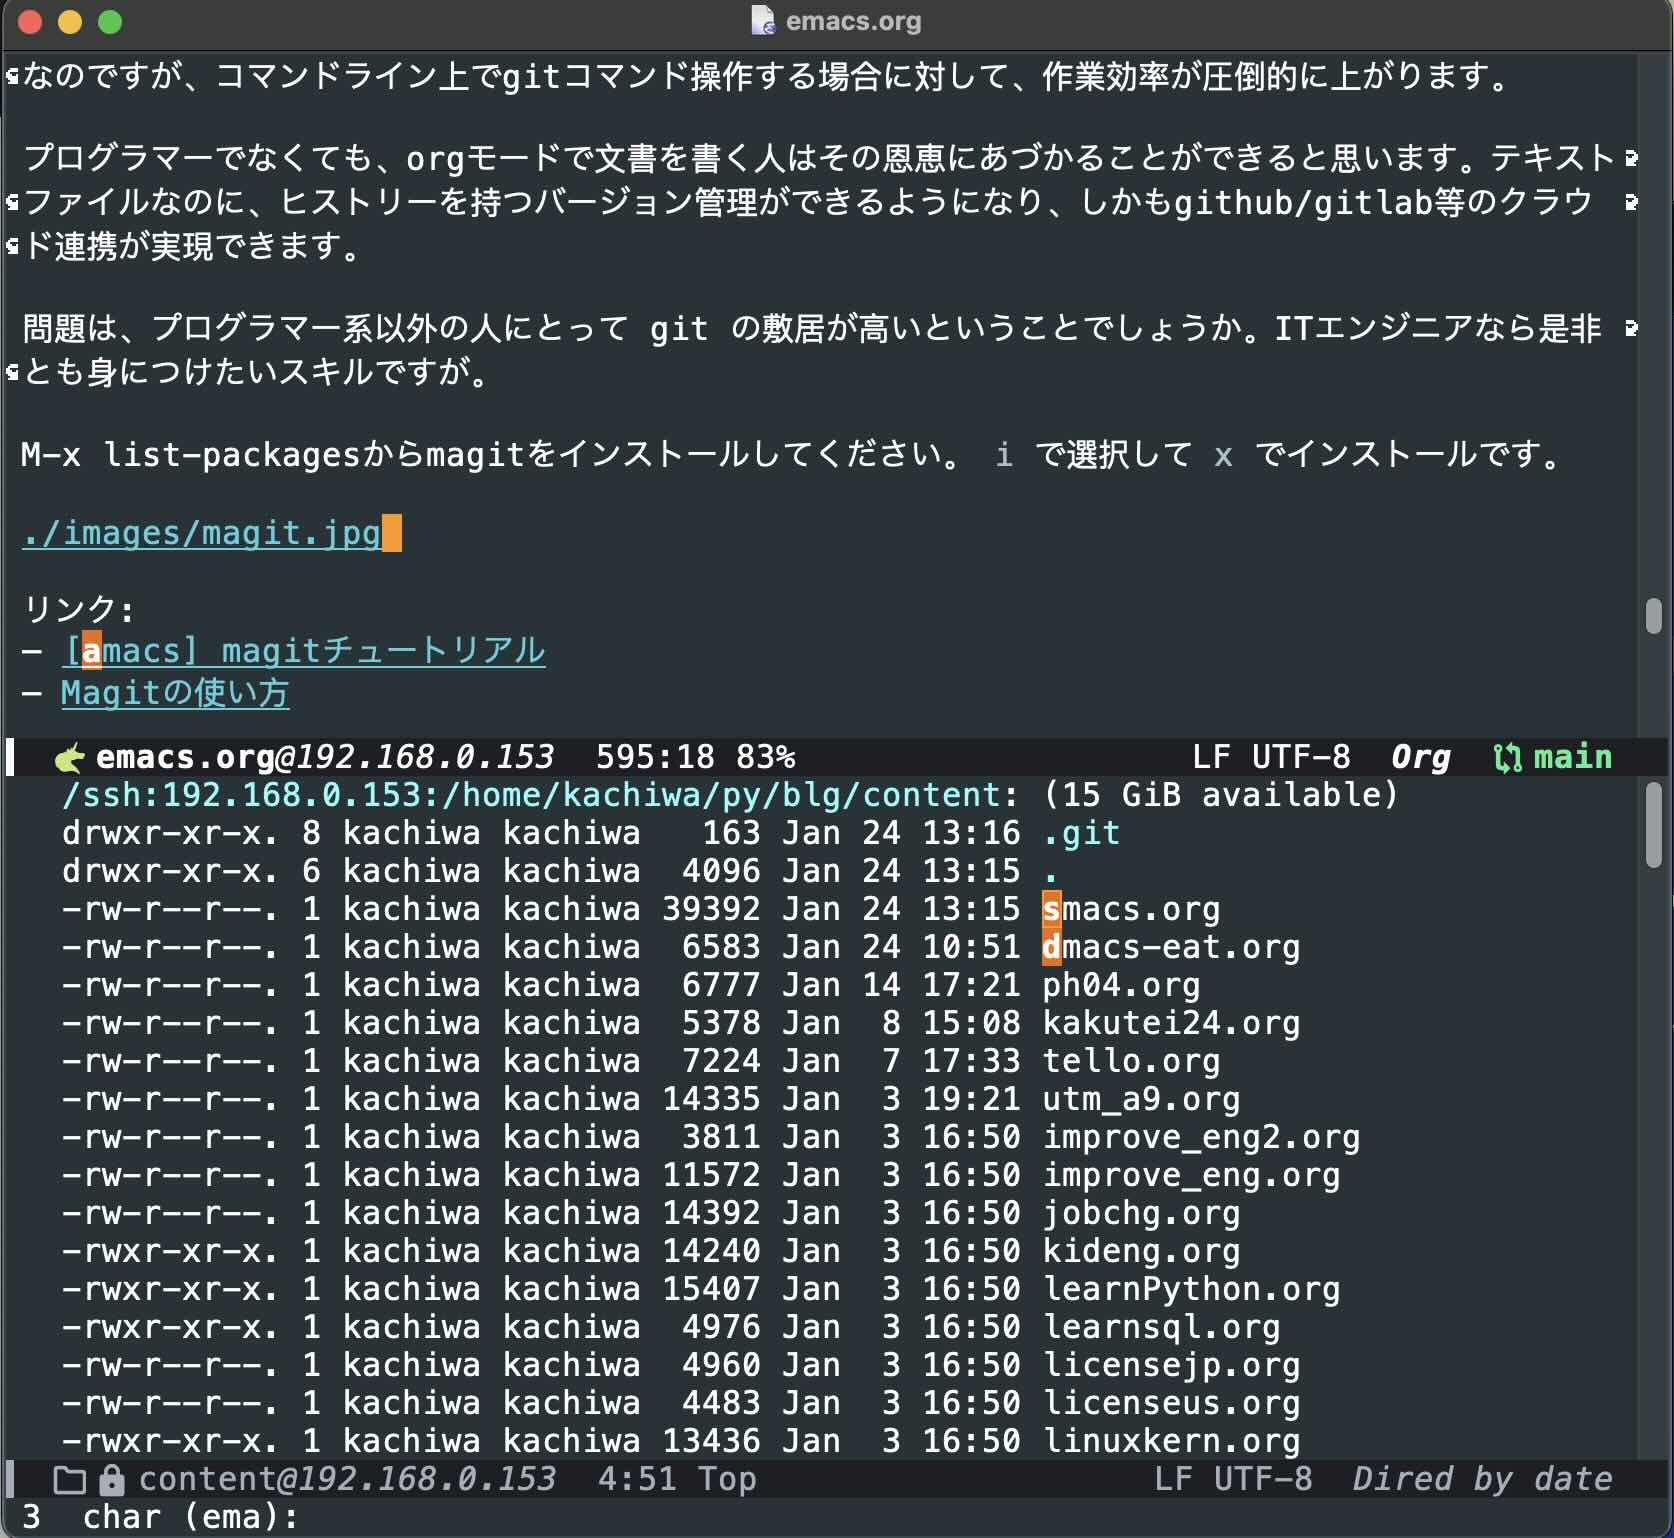 emacs.org
なのですが、コマンドライン上でgitコマンド操作する場合に対して、作業効率が圧倒的に上がります。
プログラマーでなくても、orgモードで文書を書く人はその恩恵にあづかることができると思います。テキスト
ファイルなのに、ヒストリーを持つバージョン管理ができるようになり、しかもgithub/gitlab等のクラウ
ド連携が実現できます。
問題は、プログラマー系以外の人にとって git の敷居が高いということでしょうか。ITエンジニアなら是非
とも身につけたいスキルですが。
M-x list-packagesからmagitをインストールしてください。 i で選択して x でインストールです。
./images/magit.jpg
リンク:
- [amacs] magitチュートリアル
- Magitの使い方
emacs.org@192.168.0.153 595:18 83% LF UTF-8 Org main
/ssh:192.168.0.153:/home/kachiwa/py/blg/content: (15 GiB available)
drwxr-xr-x. 8 kachiwa kachiwa 163 Jan 24 13:16 .git
drwxr-xr-x. 6 kachiwa kachiwa 4096 Jan 24 13:15 .
-rw-r--r--. 1 kachiwa kachiwa 39392 Jan 24 13:15 smacs.org
-rw-r--r--. 1 kachiwa kachiwa 6583 Jan 24 10:51 dmacs-eat.org
-rw-r--r--. 1 kachiwa kachiwa 6777 Jan 14 17:21 ph04.org
-rw-r--r--. 1 kachiwa kachiwa 5378 Jan 8 15:08 kakutei24.org
-rw-r--r--. 1 kachiwa kachiwa 7224 Jan 7 17:33 tello.org
-rw-r--r--. 1 kachiwa kachiwa 14335 Jan 3 19:21 utm_a9.org
-rw-r--r--. 1 kachiwa kachiwa 3811 Jan 3 16:50 improve_eng2.org
-rw-r--r--. 1 kachiwa kachiwa 11572 Jan 3 16:50 improve_eng.org
-rw-r--r--. 1 kachiwa kachiwa 14392 Jan 3 16:50 jobchg.org
-rwxr-xr-x. 1 kachiwa kachiwa 14240 Jan 3 16:50 kideng.org
-rwxr-xr-x. 1 kachiwa kachiwa 15407 Jan 3 16:50 learnPython.org
-rwxr-xr-x. 1 kachiwa kachiwa 4976 Jan 3 16:50 learnsql.org
-rw-r--r--. 1 kachiwa kachiwa 4960 Jan 3 16:50 licensejp.org
-rw-r--r--. 1 kachiwa kachiwa 4483 Jan 3 16:50 licenseus.org
-rwxr-xr-x. 1 kachiwa kachiwa 13436 Jan 3 16:50 linuxkern.org
content@192.168.0.153 4:51 Top LF UTF-8 Dired by date
3 char (ema):